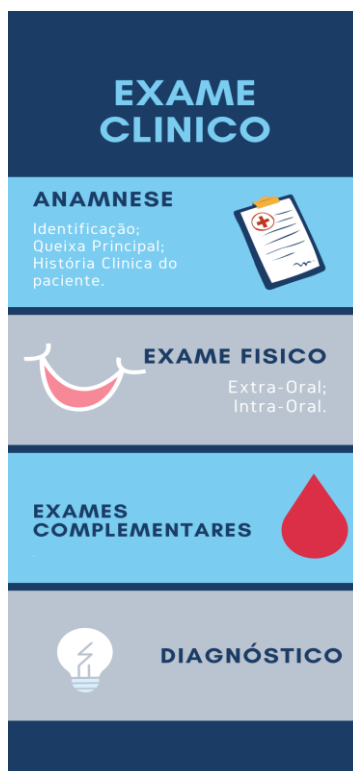 EXAME
CLINICO
ANAMNESE
Identificação;
Queixa Principal;
História Clinica do
paciente.
EXAME FISICO
Extra-Oral;
Intra-Oral.
EXAMES
COMPLEMENTARES
DIAGNÓSTICO